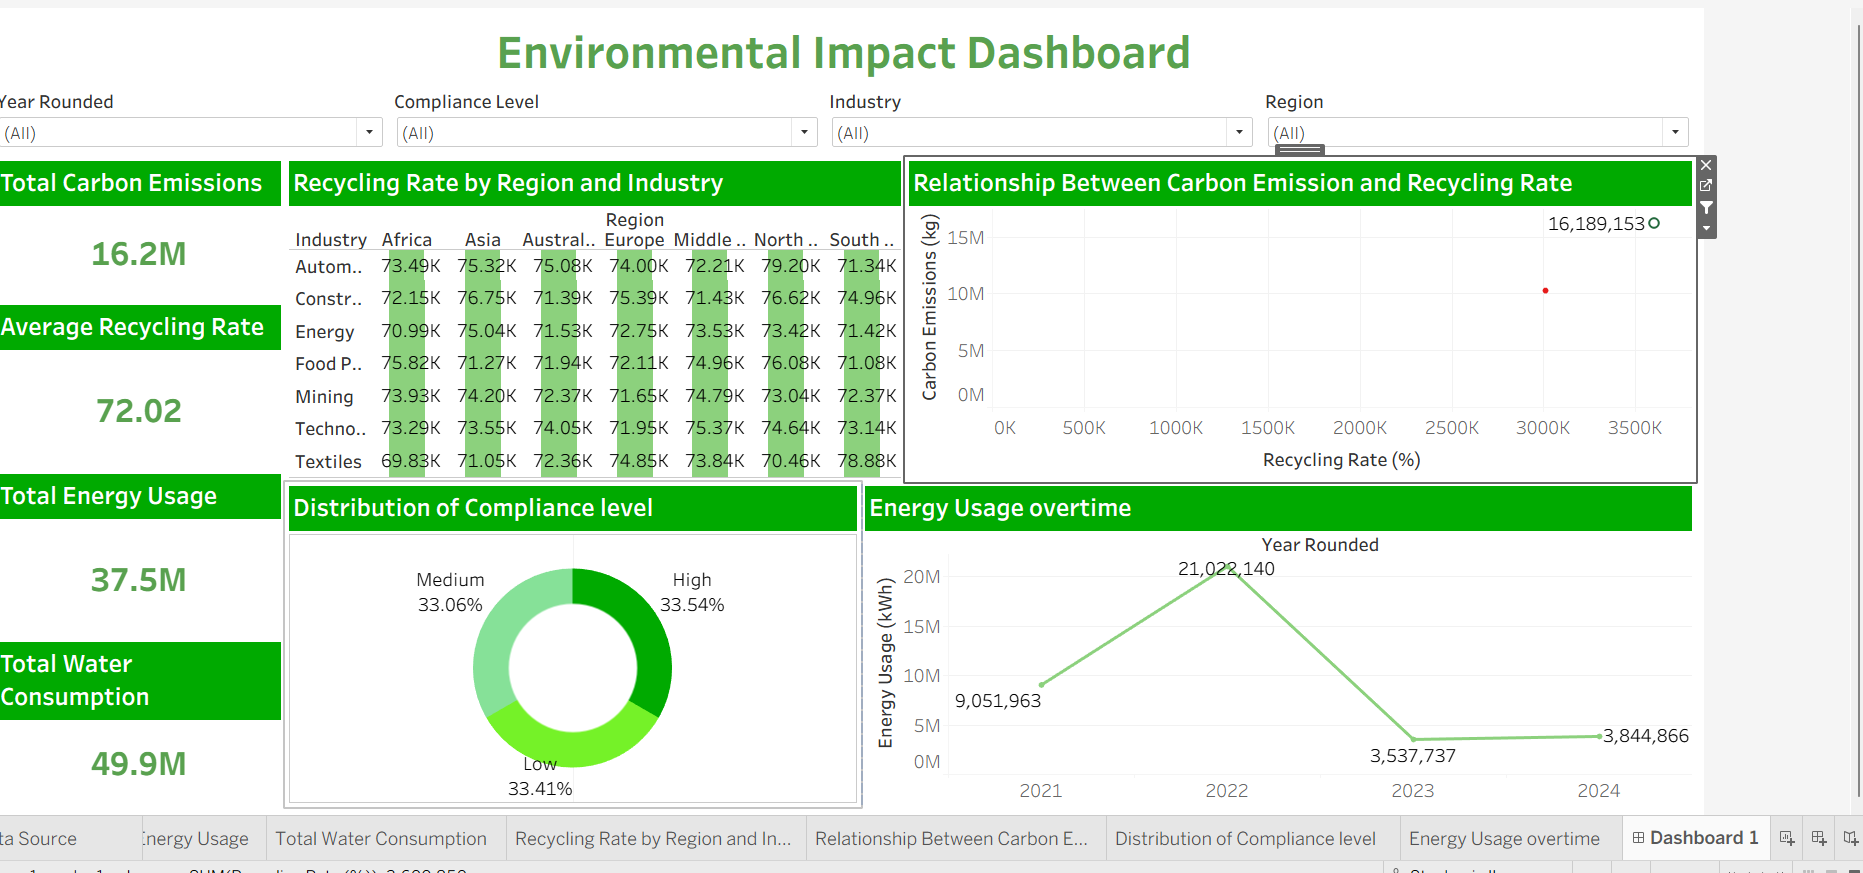 Environmental Impact Dashboard
Year Rounded
Compliance Level
Industry
Region
(All)
(All)
(All)
(All)
Total Carbon Emissions
16.2M
Average Recycling Rate
72.02
Total Energy Usage
37.5M
Total Water
Consumption
49.9M
Recycling Rate by Region and Industry
Region
Industry Africa Asia Austral.. Europe Middle .. North .. South ..
Autom.. 73.49K 75.32K 75.08K 74.00K 72.21K 79.20K 71.34K
Constr.. 72.15K 76.75K 71.39K 75.39K 71.43K 76.62K 74.96K
Energy 70.99K 75.04K 71.53K 72.75K 73.53K 73.42K 71.42K
Food P.. 75.82K 71.27K 71.94K 72.11K 74.96K 76.08K 71.08K
Mining 73.93K 74.20K 72.37K 71.65K 74.79K 73.04K 72.37K
Techno.. 73.29K 73.55K 74.05K 71.95K 75.37K 74.64K 73.14K
Textiles 69.83K 71.05K 72.36K 74.85K 73.84K 70.46K 78.88K
Relationship Between Carbon Emission and Recycling Rate
16,189,153
Carbon Emissions (kg)
15M
10M
5M
0M
0K 500K 1000K 1500K 2000K 2500K 3000K 3500K
Recycling Rate (%)
Distribution of Compliance level
Medium
33.06%
High
33.54%
Low
33.41%
Energy Usage overtime
Year Rounded
Energy Usage (kWh)
20M
15M
10M
5M
0M
21,022,140
9,051,963
3,537,737
3,844,866
2021 2022 2023 2024
ta Source
Energy Usage
Total Water Consumption
Recycling Rate by Region and In...
Relationship Between Carbon E...
Distribution of Compliance level
Energy Usage overtime
Dashboard 1